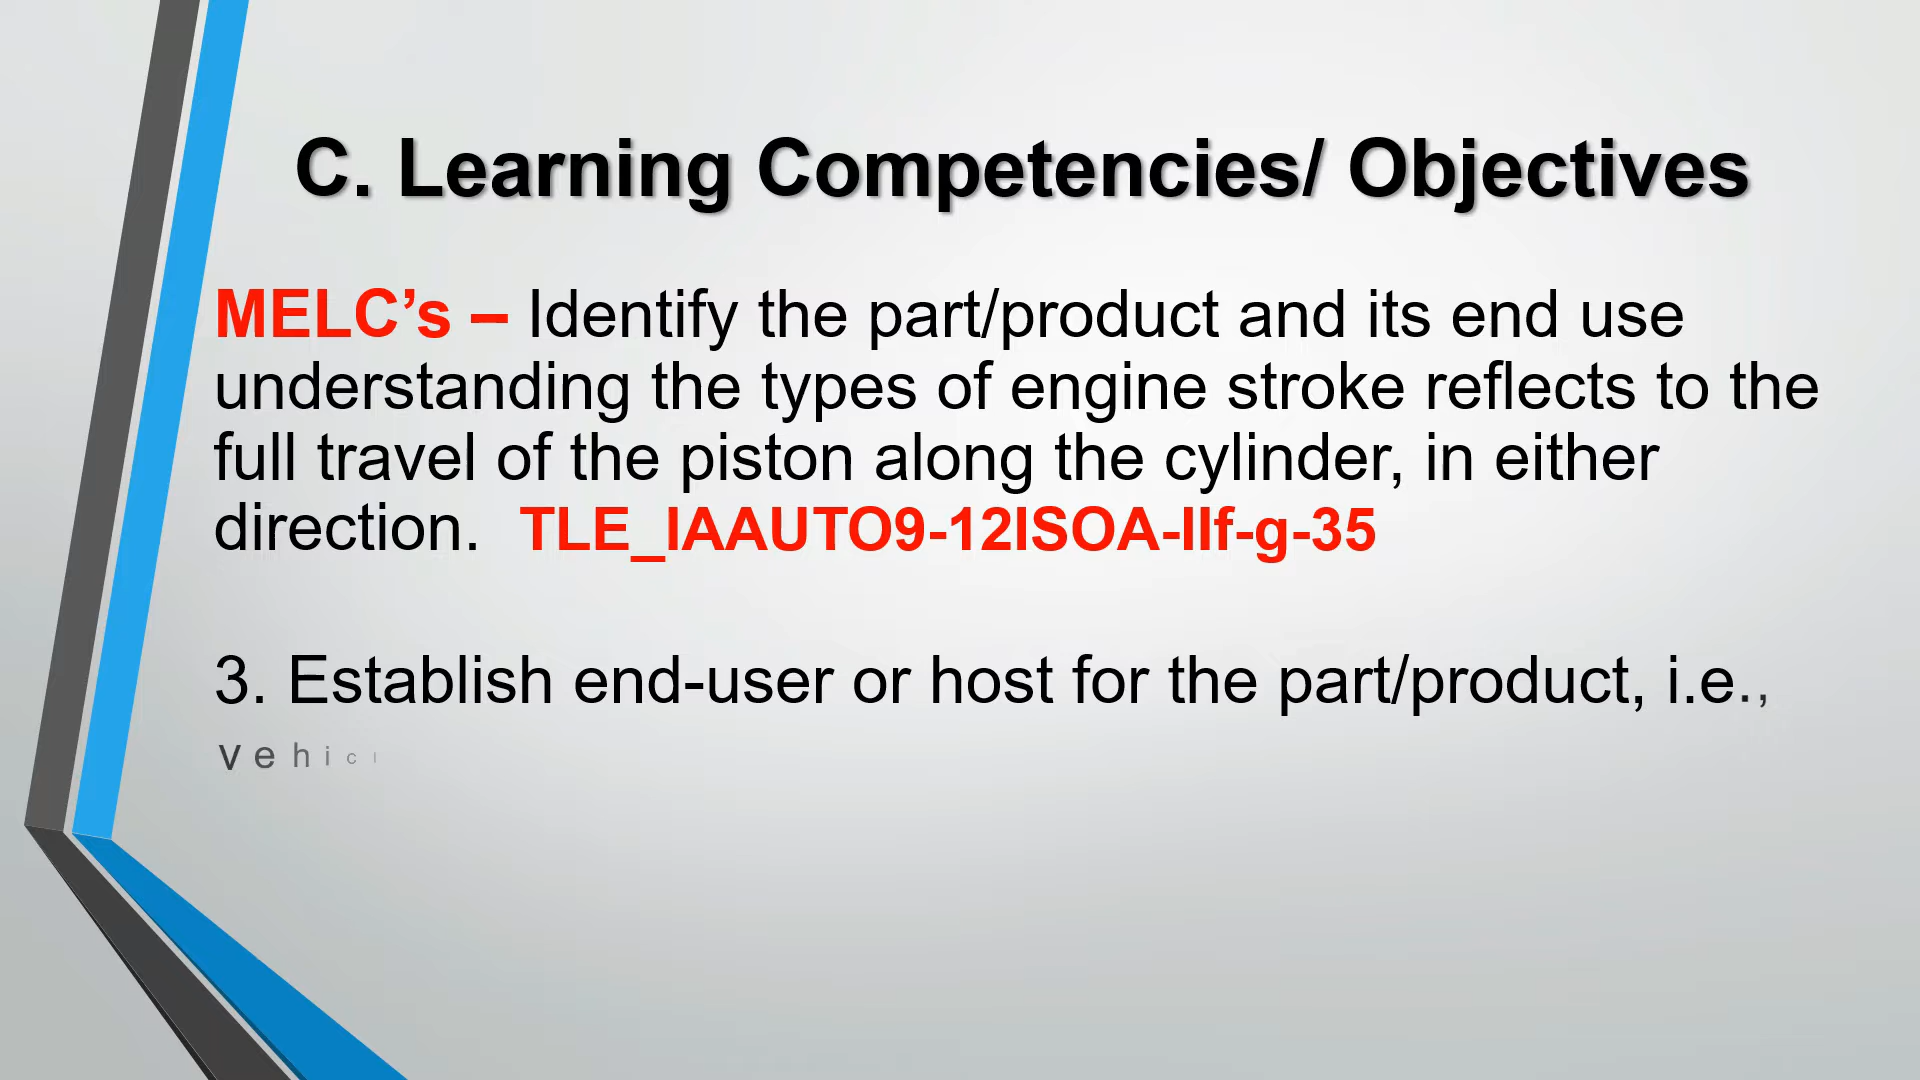 C. Learning Competencies/ Objectives
MELC’s – Identify the part/product and its end use
understanding the types of engine stroke reflects to the
full travel of the piston along the cylinder, in either
direction. TLE_IAAUTO9-12ISOA-IIf-g-35
3. Establish end-user or host for the part/product, i.e.,
vehicl